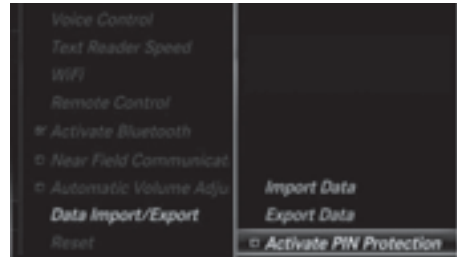 Voice Control
Text Reader Speed
WiFi
Remote Control
Activate Bluetooth
Near Field Communicat
Automatic Volume Adju
Data Import/Export
Reset
Import Data
Export Data
Activate PIN Protection